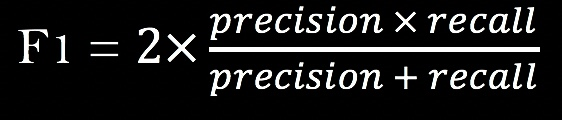 F1 = 2× precision × recall
precision + recall